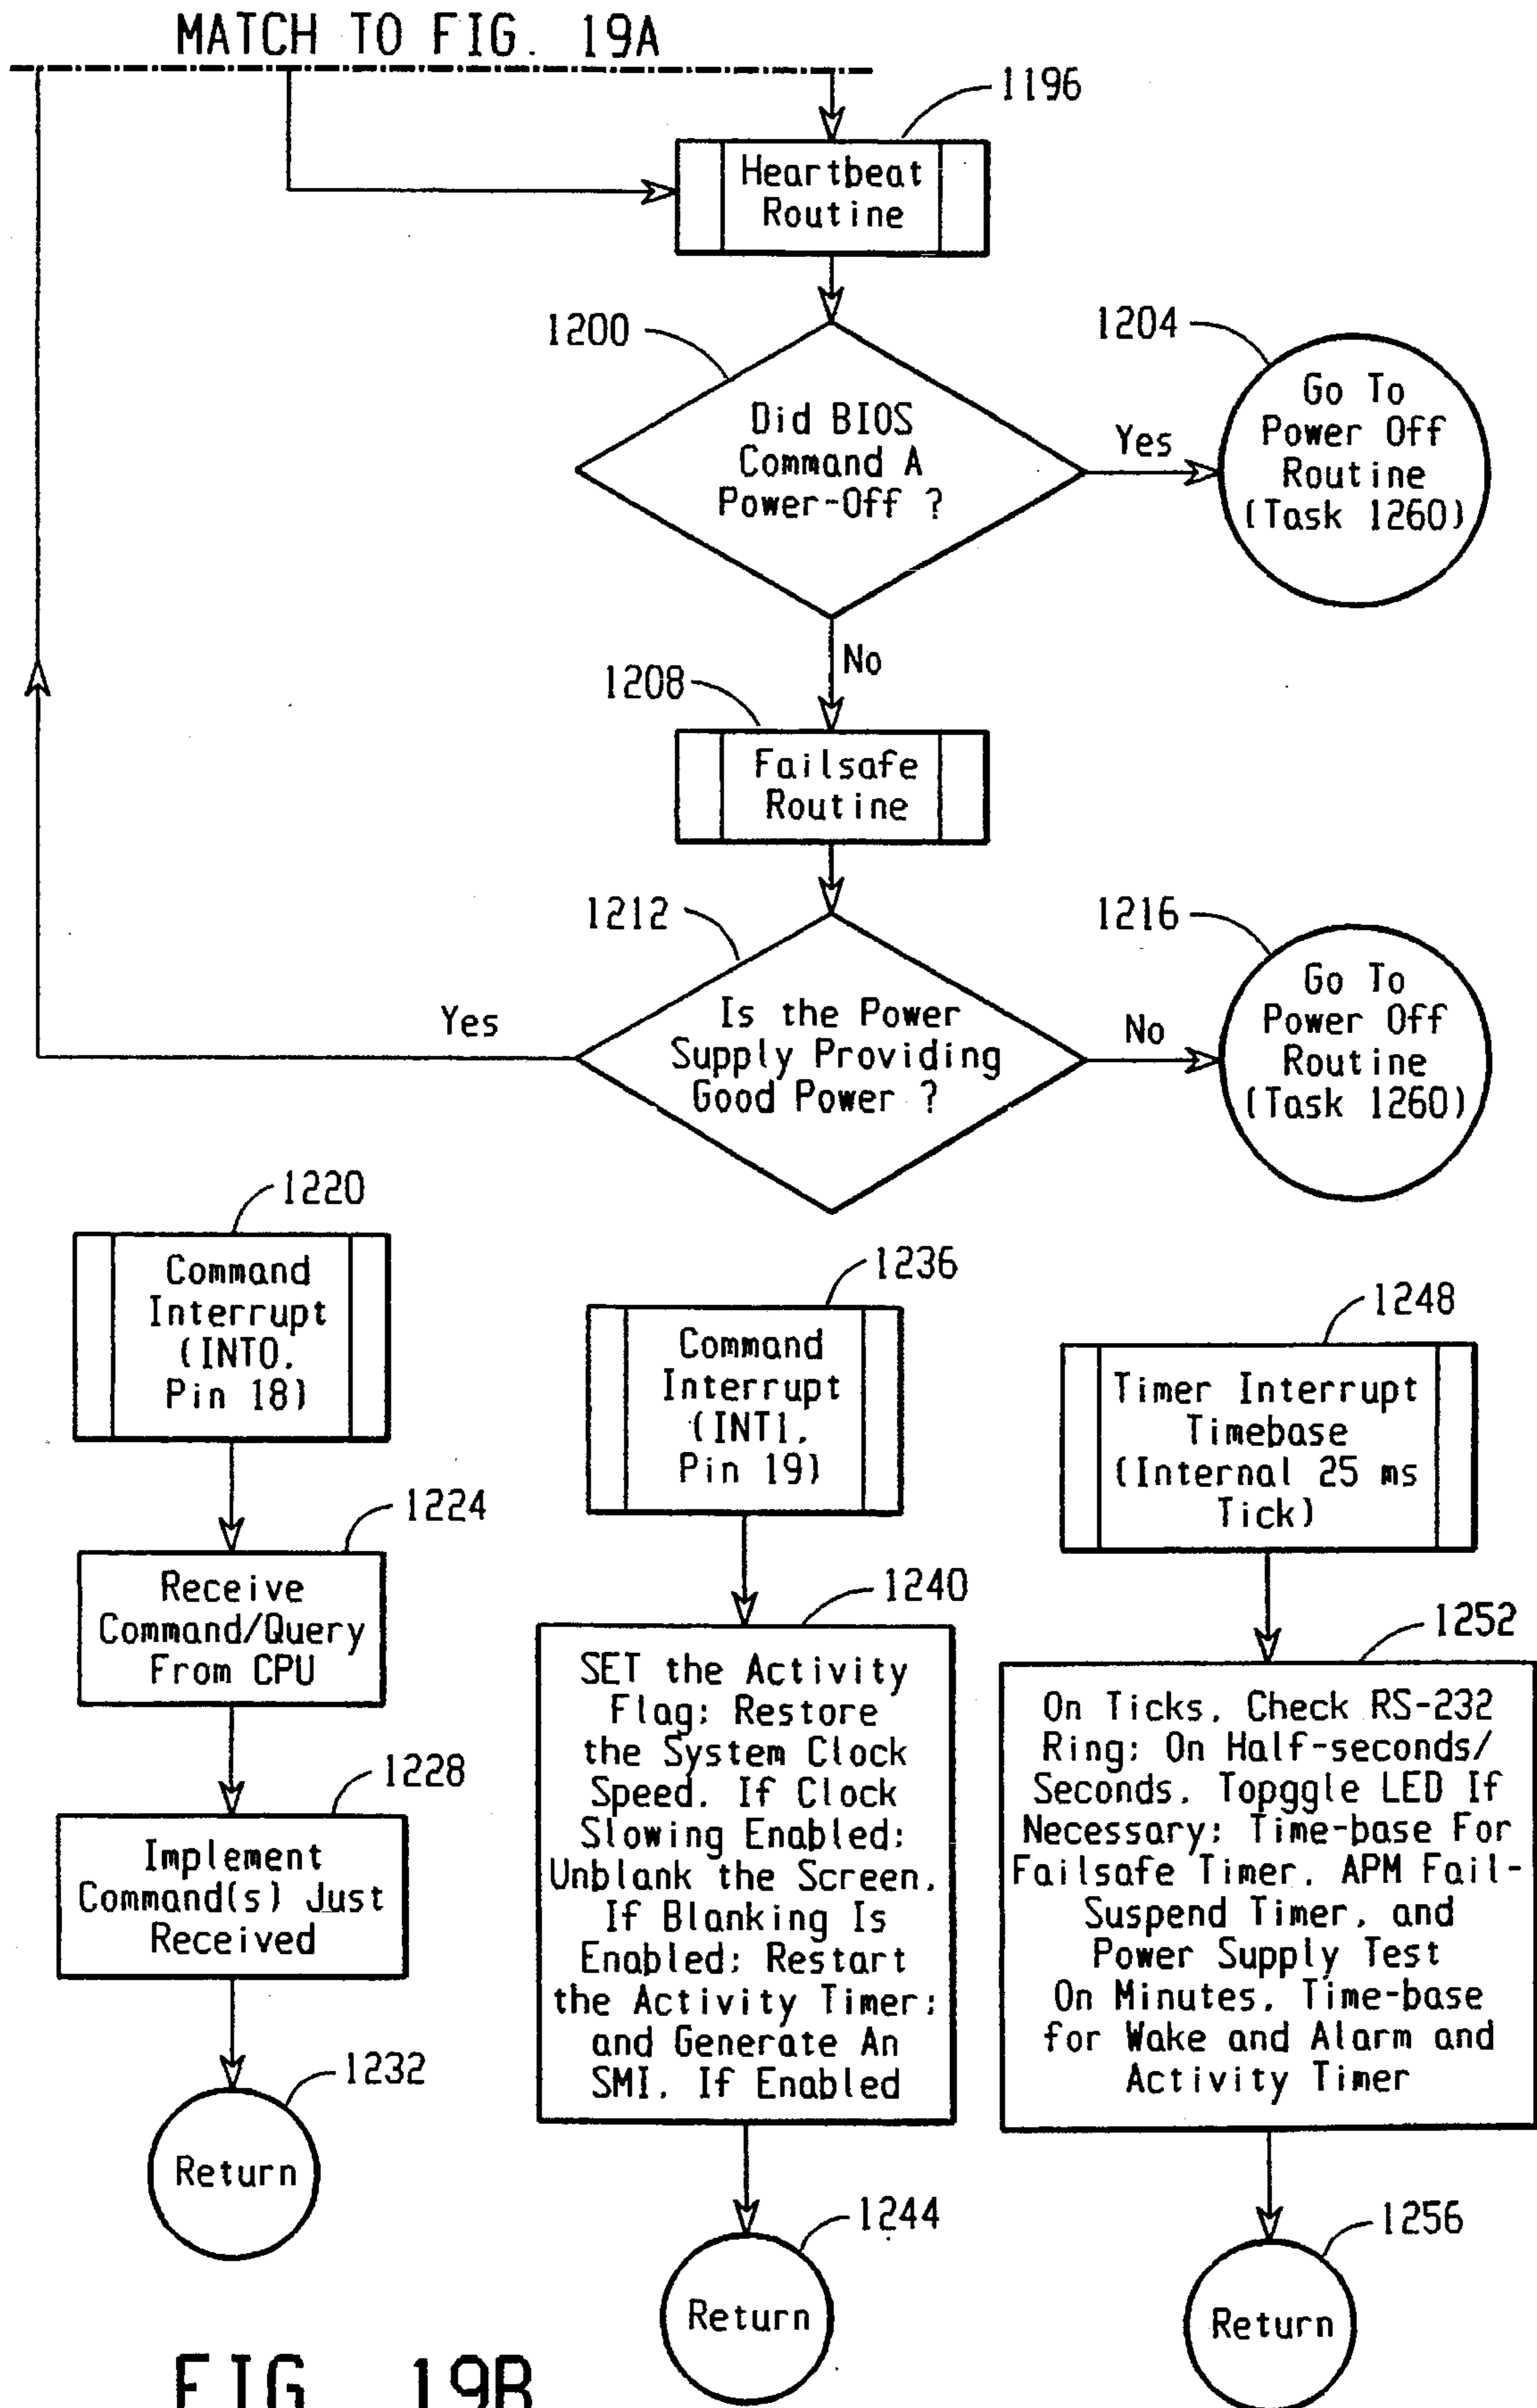 MATCH TO FIG. 19A
1196
Heartbeat
Routine
1200
Did BIOS
Command A
Power-Off ?
Yes
1204
Go To
Power Off
Routine
(Task 1260)
No
1208
Failsafe
Routine
1212
Is the Power
Supply Providing
Good Power ?
Yes
No
1216
Go To
Power Off
Routine
(Task 1260)
1220
Command
Interrupt
(INT0,
Pin 18)
1224
Receive
Command/Query
From CPU
1228
Implement
Command(s) Just
Received
1232
Return
1236
Command
Interrupt
(INT1,
Pin 19)
1240
SET the Activity
Flag; Restore
the System Clock
Speed, If Clock
Slowing Enabled;
Unblank the Screen,
If Blanking Is
Enabled; Restart
the Activity Timer;
and Generate An
SMI, If Enabled
1244
Return
1248
Timer Interrupt
Timebase
(Internal 25 ms
Tick)
1252
On Ticks, Check RS-232
Ring; On Half-seconds/
Seconds, Topggle LED If
Necessary; Time-base For
Failsafe Timer, APM Fail-
Suspend Timer, and
Power Supply Test
On Minutes, Time-base
for Wake and Alarm and
Activity Timer
1256
Return
FIG. 19B